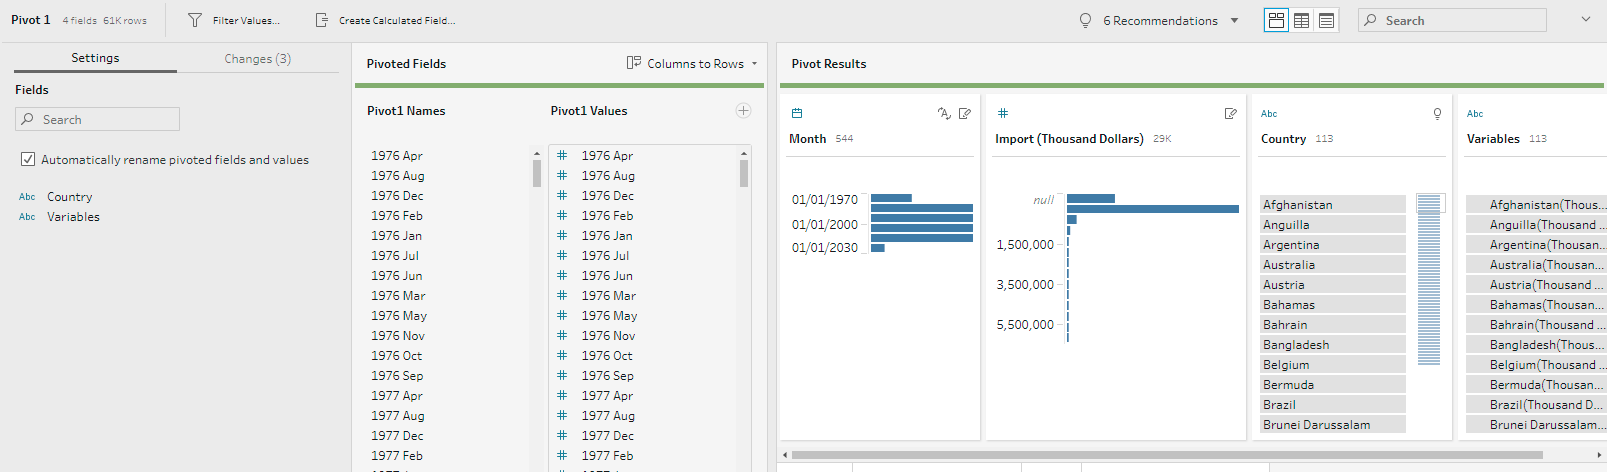 Pivot 1 4 fields 61K rows Filter Values... Create Calculated Field... 6 Recommendations Search
Settings Changes (3)
Fields
Search
Automatically rename pivoted fields and values
Abc Country
Abc Variables
Pivoted Fields Columns to Rows
Pivot1 Names Pivot1 Values
1976 Apr # 1976 Apr
1976 Aug # 1976 Aug
1976 Dec # 1976 Dec
1976 Feb # 1976 Feb
1976 Jan # 1976 Jan
1976 Jul # 1976 Jul
1976 Jun # 1976 Jun
1976 Mar # 1976 Mar
1976 May # 1976 May
1976 Nov # 1976 Nov
1976 Oct # 1976 Oct
1976 Sep # 1976 Sep
1977 Apr # 1977 Apr
1977 Aug # 1977 Aug
1977 Dec # 1977 Dec
1977 Feb # 1977 Feb
Pivot Results
Month 544
01/01/1970
01/01/2000
01/01/2030
#
Import (Thousand Dollars) 29K
null
1,500,000
3,500,000
5,500,000
Abc
Country 113
Afghanistan
Anguilla
Argentina
Australia
Austria
Bahamas
Bahrain
Bangladesh
Belgium
Bermuda
Brazil
Brunei Darussalam
Abc
Variables 113
Afghanistan(Thous...
Anguilla(Thousand ...
Argentina(Thousan...
Australia(Thousan...
Austria(Thousand ...
Bahamas(Thousan...
Bahrain(Thousand ...
Bangladesh(Thous...
Belgium(Thousand ...
Bermuda(Thousan...
Brazil(Thousand D...
Brunei Darussalam...